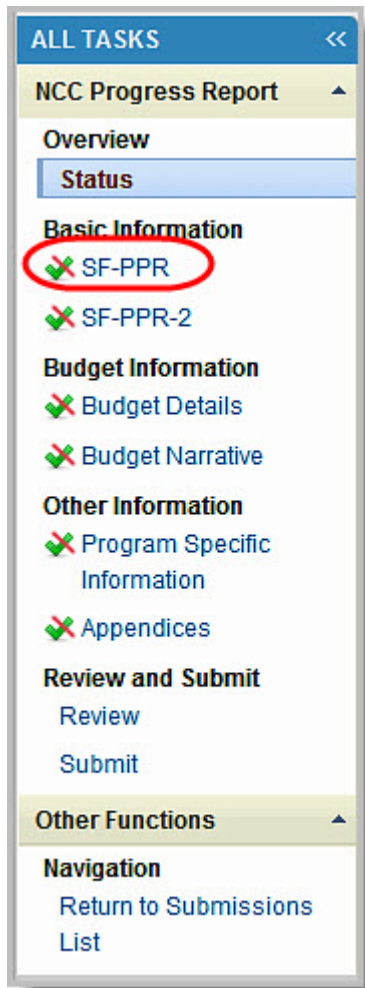 ALL TASKS
NCC Progress Report
Overview
Status
Basic Information
SF-PPR
SF-PPR-2
Budget Information
Budget Details
Budget Narrative
Other Information
Program Specific
Information
Appendices
Review and Submit
Review
Submit
Other Functions
Navigation
Return to Submissions
List